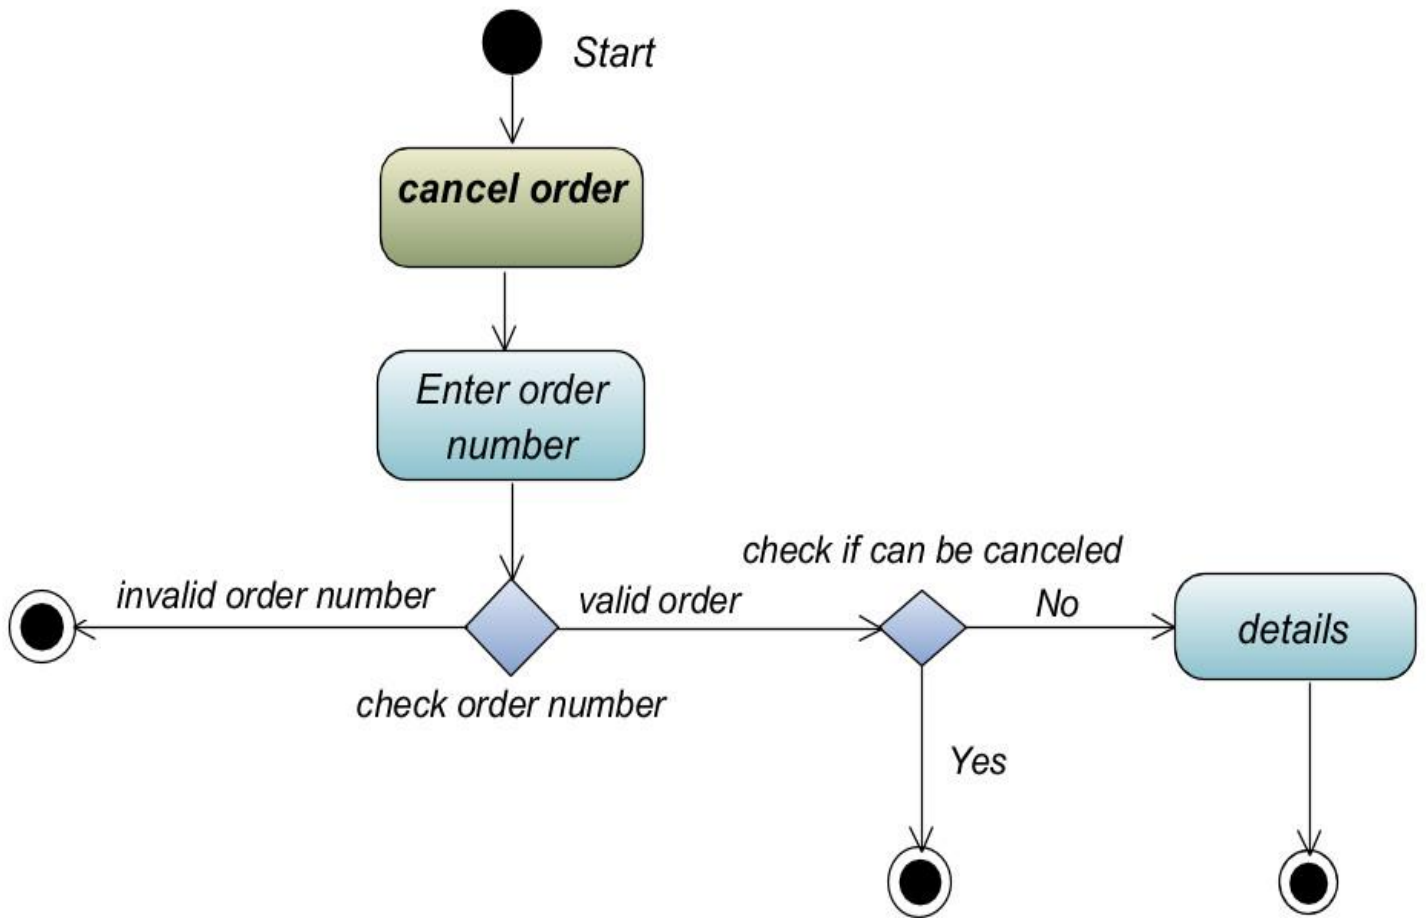 Start
cancel order
Enter order
number
check if can be canceled
invalid order number
valid order
No
details
check order number
Yes